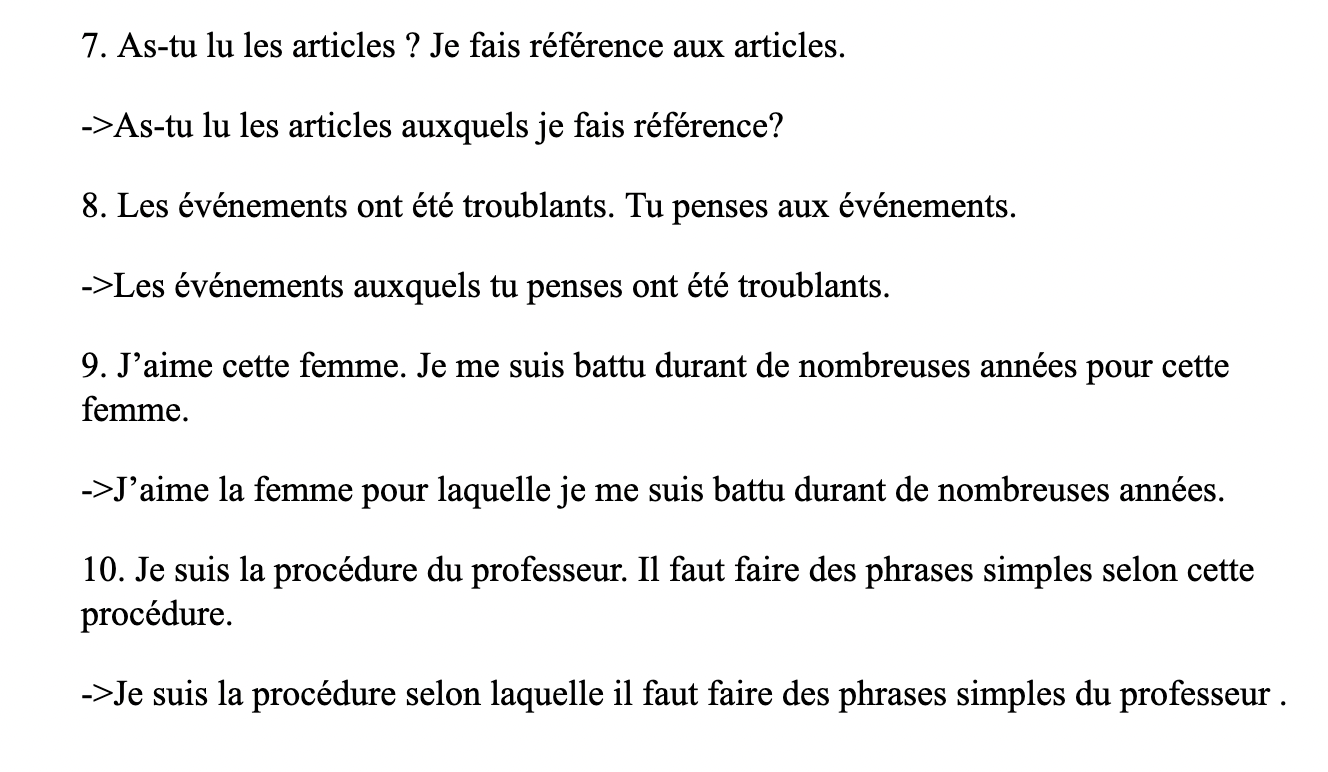 7. As-tu lu les articles ? Je fais référence aux articles.
->As-tu lu les articles auxquels je fais référence?
8. Les événements ont été troublants. Tu penses aux événements.
->Les événements auxquels tu penses ont été troublants.
9. J’aime cette femme. Je me suis battu durant de nombreuses années pour cette
femme.
->J’aime la femme pour laquelle je me suis battu durant de nombreuses années.
10. Je suis la procédure du professeur. Il faut faire des phrases simples selon cette
procédure.
->Je suis la procédure selon laquelle il faut faire des phrases simples du professeur .